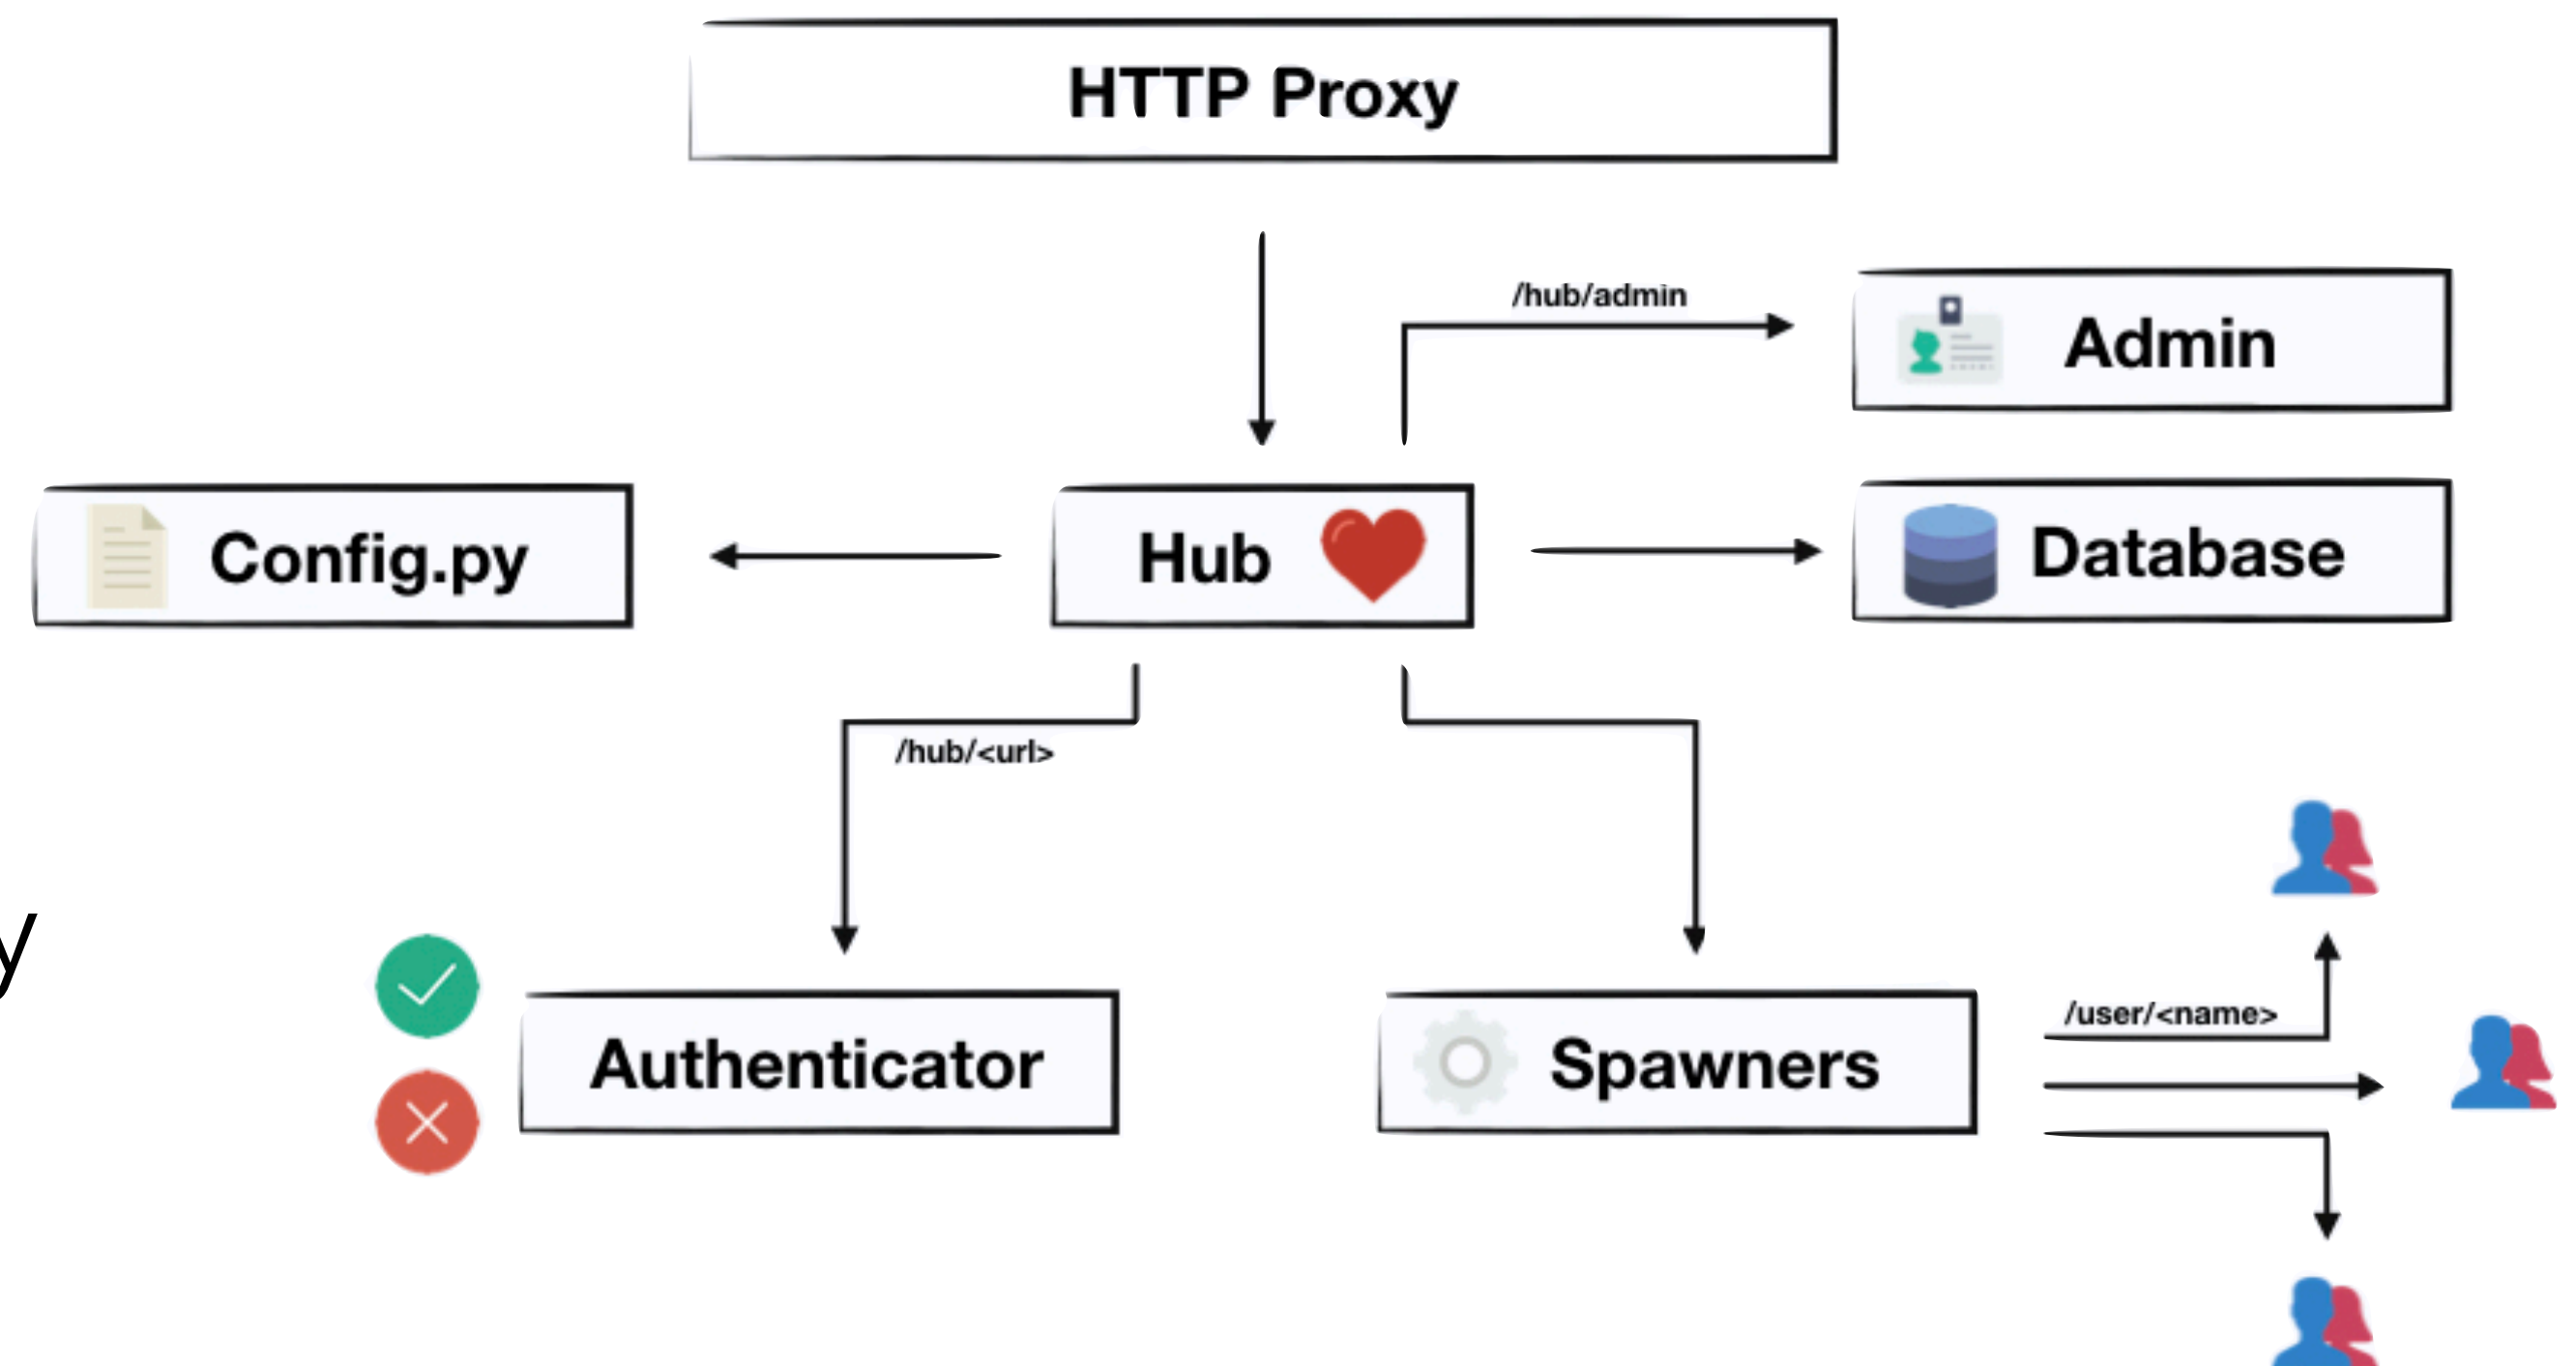 HTTP Proxy
/hub/admin
Admin
Config.py
Hub
Database
/hub/<url>
y
/user/<name>
Authenticator
Spawners